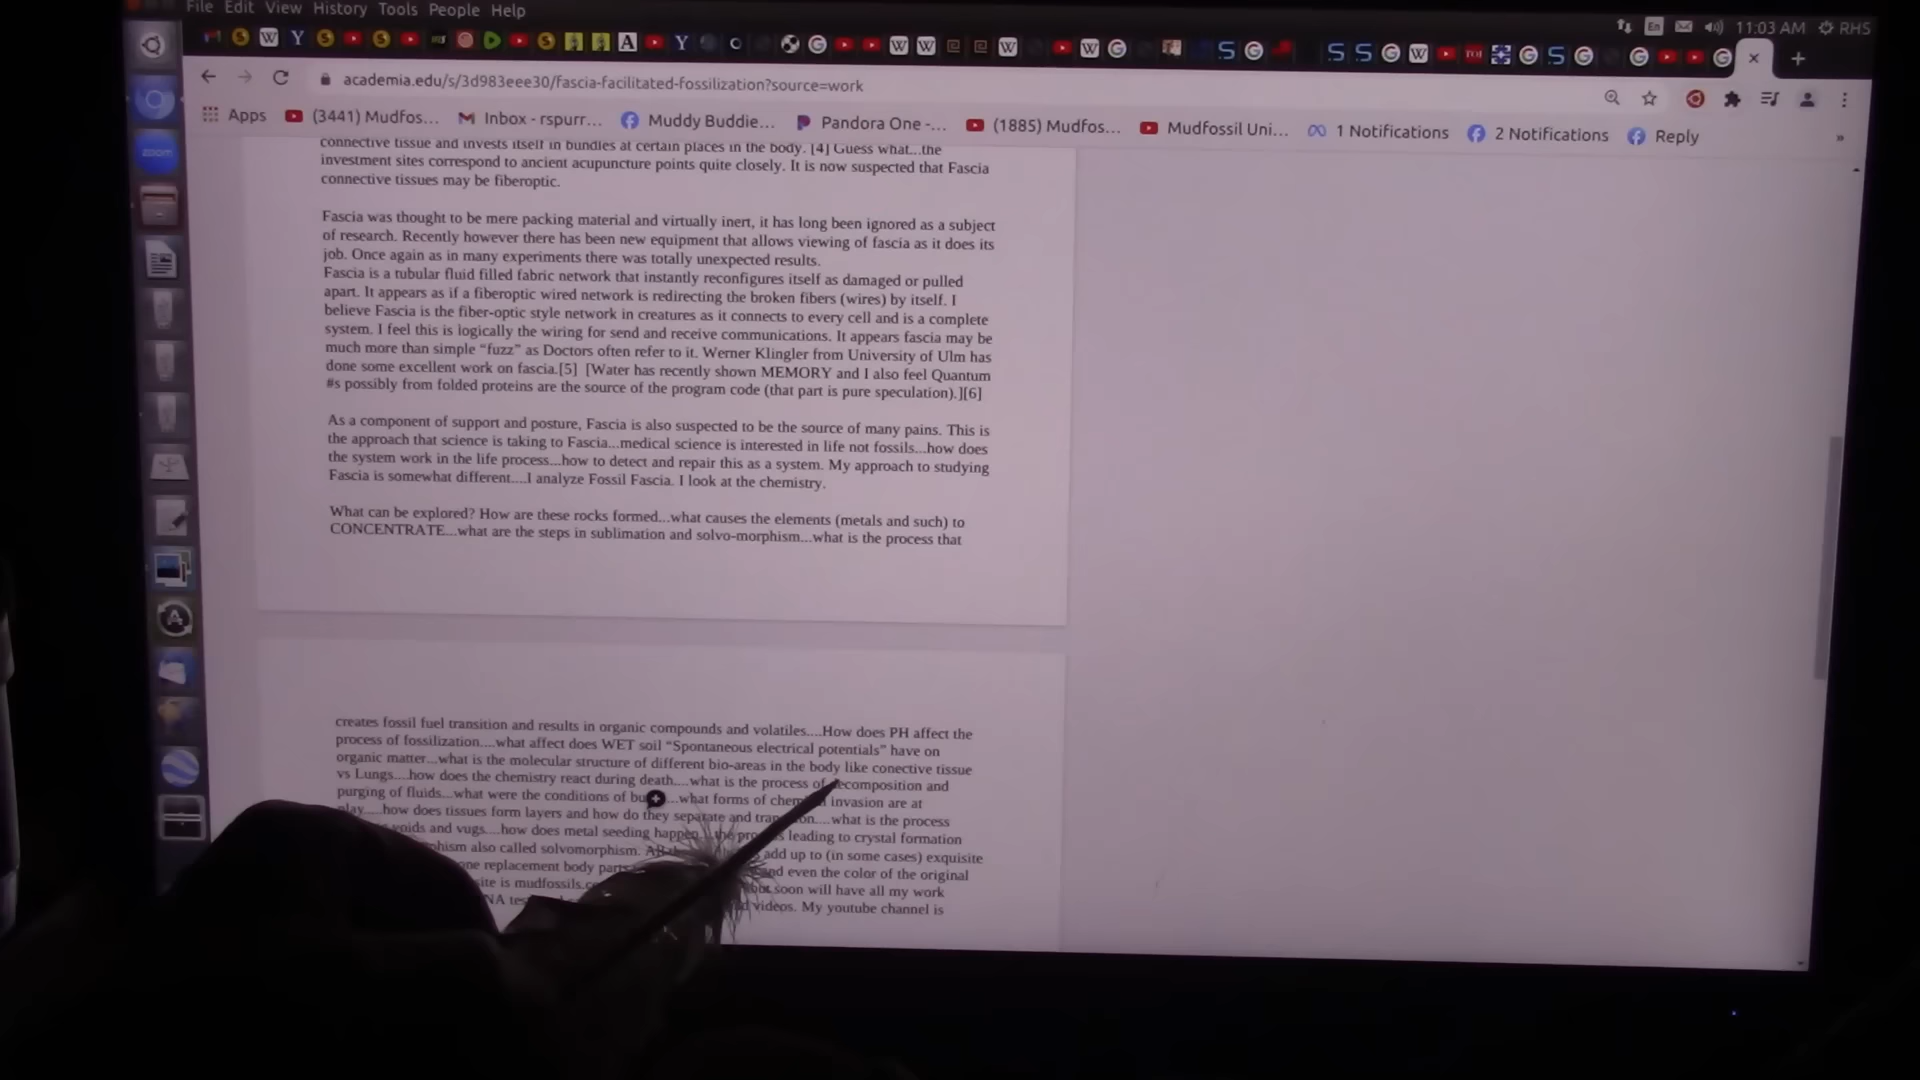 File Edit View History Tools People Help
11:03 AM RHS
academia.edu/s/3d983eee30/fascia-facilitated-fossilization?source=work
Apps (3441) Mudfos... Inbox - rspurr... Muddy Buddie... Pandora One -... (1885) Mudfos... Mudfossil Uni... 1 Notifications 2 Notifications Reply »
zoom
connective tissue and invests itself in bundles at certain places in the body. [4] Guess what...the
investment sites correspond to ancient acupuncture points quite closely. It is now suspected that Fascia
connective tissues may be fiberoptic.
Fascia was thought to be mere packing material and virtually inert, it has long been ignored as a subject
of research. Recently however there has been new equipment that allows viewing of fascia as it does its
job. Once again as in many experiments there was totally unexpected results.
Fascia is a tubular fluid filled fabric network that instantly reconfigures itself as damaged or pulled
apart. It appears as if a fiberoptic wired network is redirecting the broken fibers (wires) by itself. I
believe Fascia is the fiber-optic style network in creatures as it connects to every cell and is a complete
system. I feel this is logically the wiring for send and receive communications. It appears fascia may be
much more than simple “fuzz” as Doctors often refer to it. Werner Klingler from University of Ulm has
done some excellent work on fascia.[5] [Water has recently shown MEMORY and I also feel Quantum
#s possibly from folded proteins are the source of the program code (that part is pure speculation).][6]
As a component of support and posture, Fascia is also suspected to be the source of many pains. This is
the approach that science is taking to Fascia...medical science is interested in life not fossils...how does
the system work in the life process...how to detect and repair this as a system. My approach to studying
Fascia is somewhat different....I analyze Fossil Fascia. I look at the chemistry.
What can be explored? How are these rocks formed...what causes the elements (metals and such) to
CONCENTRATE...what are the steps in sublimation and solvo-morphism...what is the process that
creates fossil fuel transition and results in organic compounds and volatiles....How does PH affect the
process of fossilization....what affect does WET soil “Spontaneous electrical potentials” have on
organic matter...what is the molecular structure of different bio-areas in the body like conective tissue
vs Lungs....how does the chemistry react during death....what is the process of decomposition and
purging of fluids...what were the conditions of ...what forms of invasion are at
how does tissues form layers and how do they separate and what is the process
voids and vugs....how does metal seeding happen... leading to crystal formation
also called solvomorphism. add up to (in some cases) exquisite
replacement body parts and even the color of the original
site is but soon will have all my work
videos. My youtube channel is